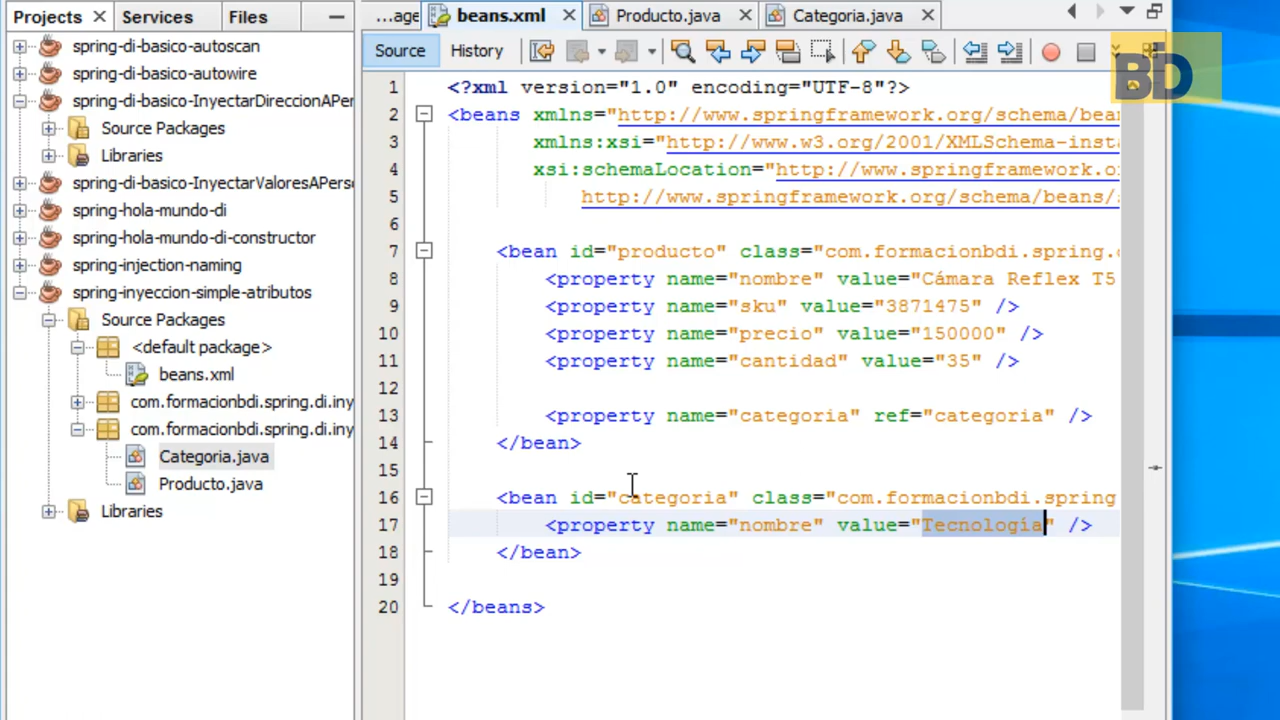 Projects
Services
Files
...age
beans.xml
Producto.java
Categoria.java
Source
History
BD
spring-di-basico-autoscan
spring-di-basico-autowire
spring-di-basico-InyectarDireccionAPer
Source Packages
Libraries
spring-di-basico-InyectarValoresAPerso
spring-hola-mundo-di
spring-hola-mundo-di-constructor
spring-injection-naming
spring-inyeccion-simple-atributos
Source Packages
<default package>
beans.xml
com.formacionbdi.spring.di.iny
com.formacionbdi.spring.di.iny
Categoria.java
Producto.java
Libraries
1 <?xml version="1.0" encoding="UTF-8"?>
2 <beans xmlns="http://www.springframework.org/schema/bea
3 xmlns:xsi="http://www.w3.org/2001/XMLSchema-inst
4 xsi:schemaLocation="http://www.springframework.o
5 http://www.springframework.org/schema/beans/s
6
7 <bean id="producto" class="com.formacionbdi.spring.
8 <property name="nombre" value="Cámara Reflex T5
9 <property name="sku" value="3871475" />
10 <property name="precio" value="150000" />
11 <property name="cantidad" value="35" />
12
13 <property name="categoria" ref="categoria" />
14 </bean>
15
16 <bean id="categoria" class="com.formacionbdi.spring
17 <property name="nombre" value="Tecnología" />
18 </bean>
19
20 </beans>